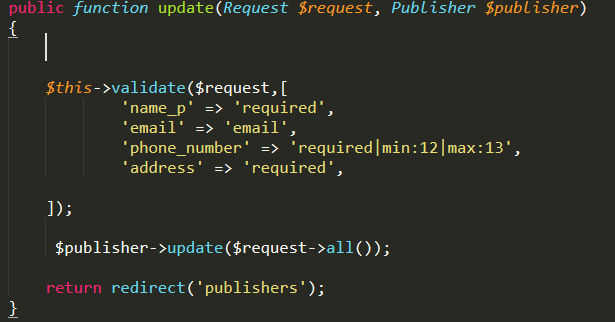 public function update(Request $request, Publisher $publisher)
{
$this->validate($request,[
'name_p' => 'required',
'email' => 'email',
'phone_number' => 'required|min:12|max:13',
'address' => 'required',
]);
$publisher->update($request->all());
return redirect('publishers');
}